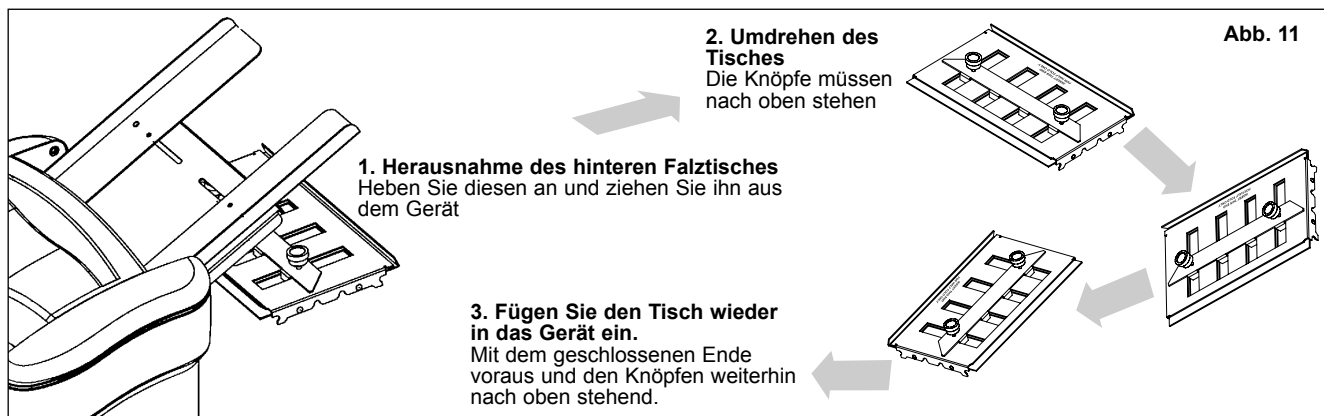 Abb. 11
2. Umdrehen des
Tisches
Die Knöpfe müssen
nach oben stehen
1. Herausnahme des hinteren Falztisches
Heben Sie diesen an und ziehen Sie ihn aus
dem Gerät
3. Fügen Sie den Tisch wieder
in das Gerät ein.
Mit dem geschlossenen Ende
voraus und den Knöpfen weiterhin
nach oben stehend.